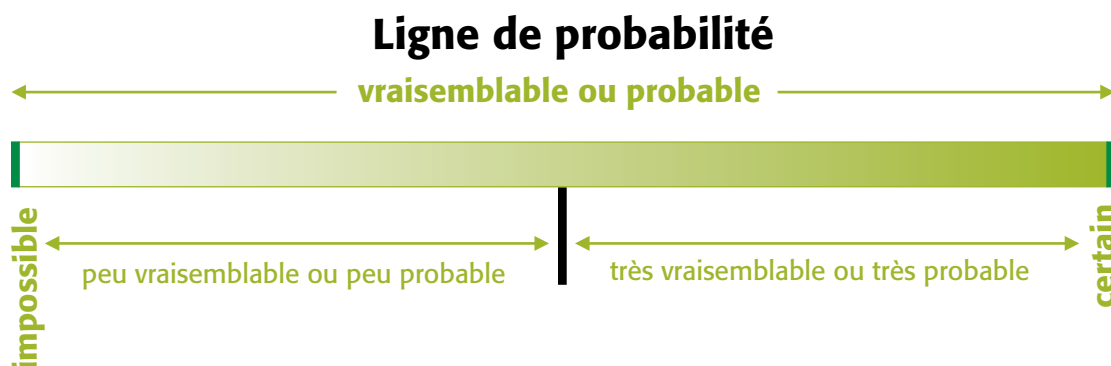 Ligne de probabilité
vraisemblable ou probable
impossible
peu vraisemblable ou peu probable
très vraisemblable ou très probable
certain